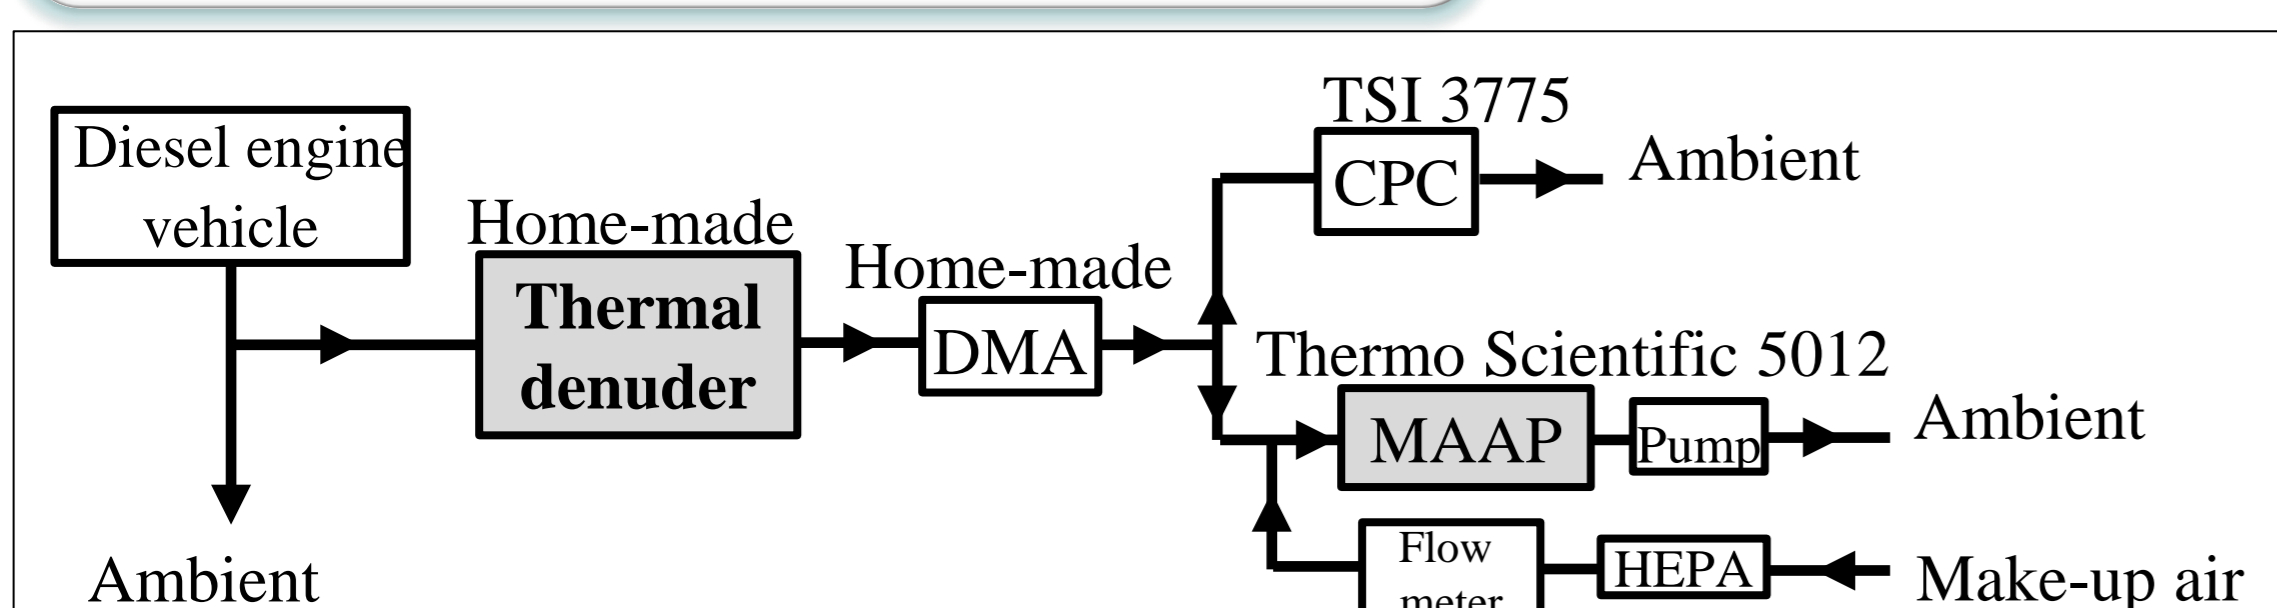 Diesel engine
vehicle
Ambient
Home-made
Thermal
denuder
Home-made
DMA
TSI 3775
CPC
Ambient
Thermo Scientific 5012
MAAP
Pump
Ambient
Flow
meter
HEPA
Make-up air